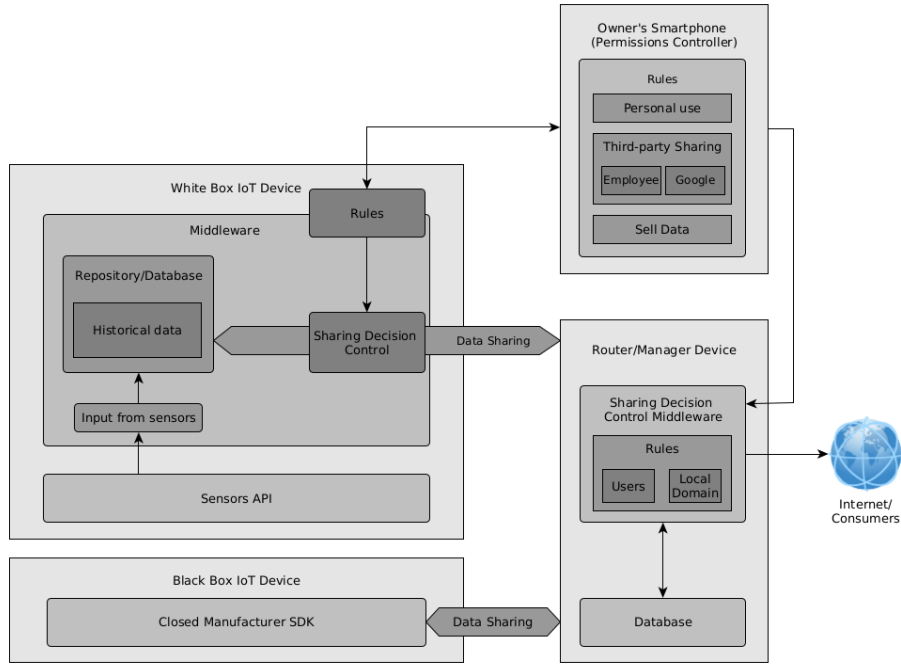 Owner's Smartphone
(Permissions Controller)
Rules
Personal use
Third-party Sharing
Employee
Google
Sell Data
White Box IoT Device
Rules
Middleware
Repository/Database
Historical data
Sharing Decision
Control
Data Sharing
Input from sensors
Sensors API
Router/Manager Device
Sharing Decision
Control Middleware
Rules
Users
Local
Domain
Database
Internet/
Consumers
Black Box IoT Device
Closed Manufacturer SDK
Data Sharing